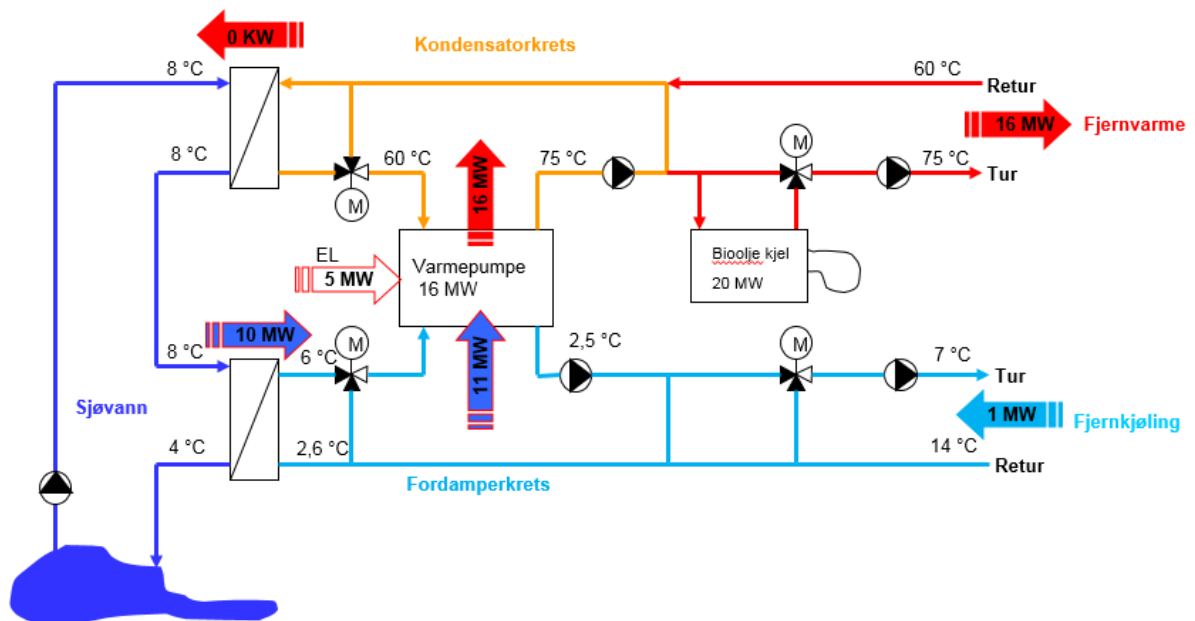 0 KW
Kondensatorkrets
8 °C
60 °C
Retur
16 MW
Fjernvarme
M
8 °C
60 °C
16 MW
75 °C
75 °C
Tur
M
EL
5 MW
Varmepumpe
16 MW
Bioolje kjel
20 MW
10 MW
M
11 MW
2,5 °C
M
8 °C
6 °C
7 °C
Tur
Sjøvann
1 MW
Fjernkjøling
4 °C
2,6 °C
14 °C
Retur
Fordamperkrets